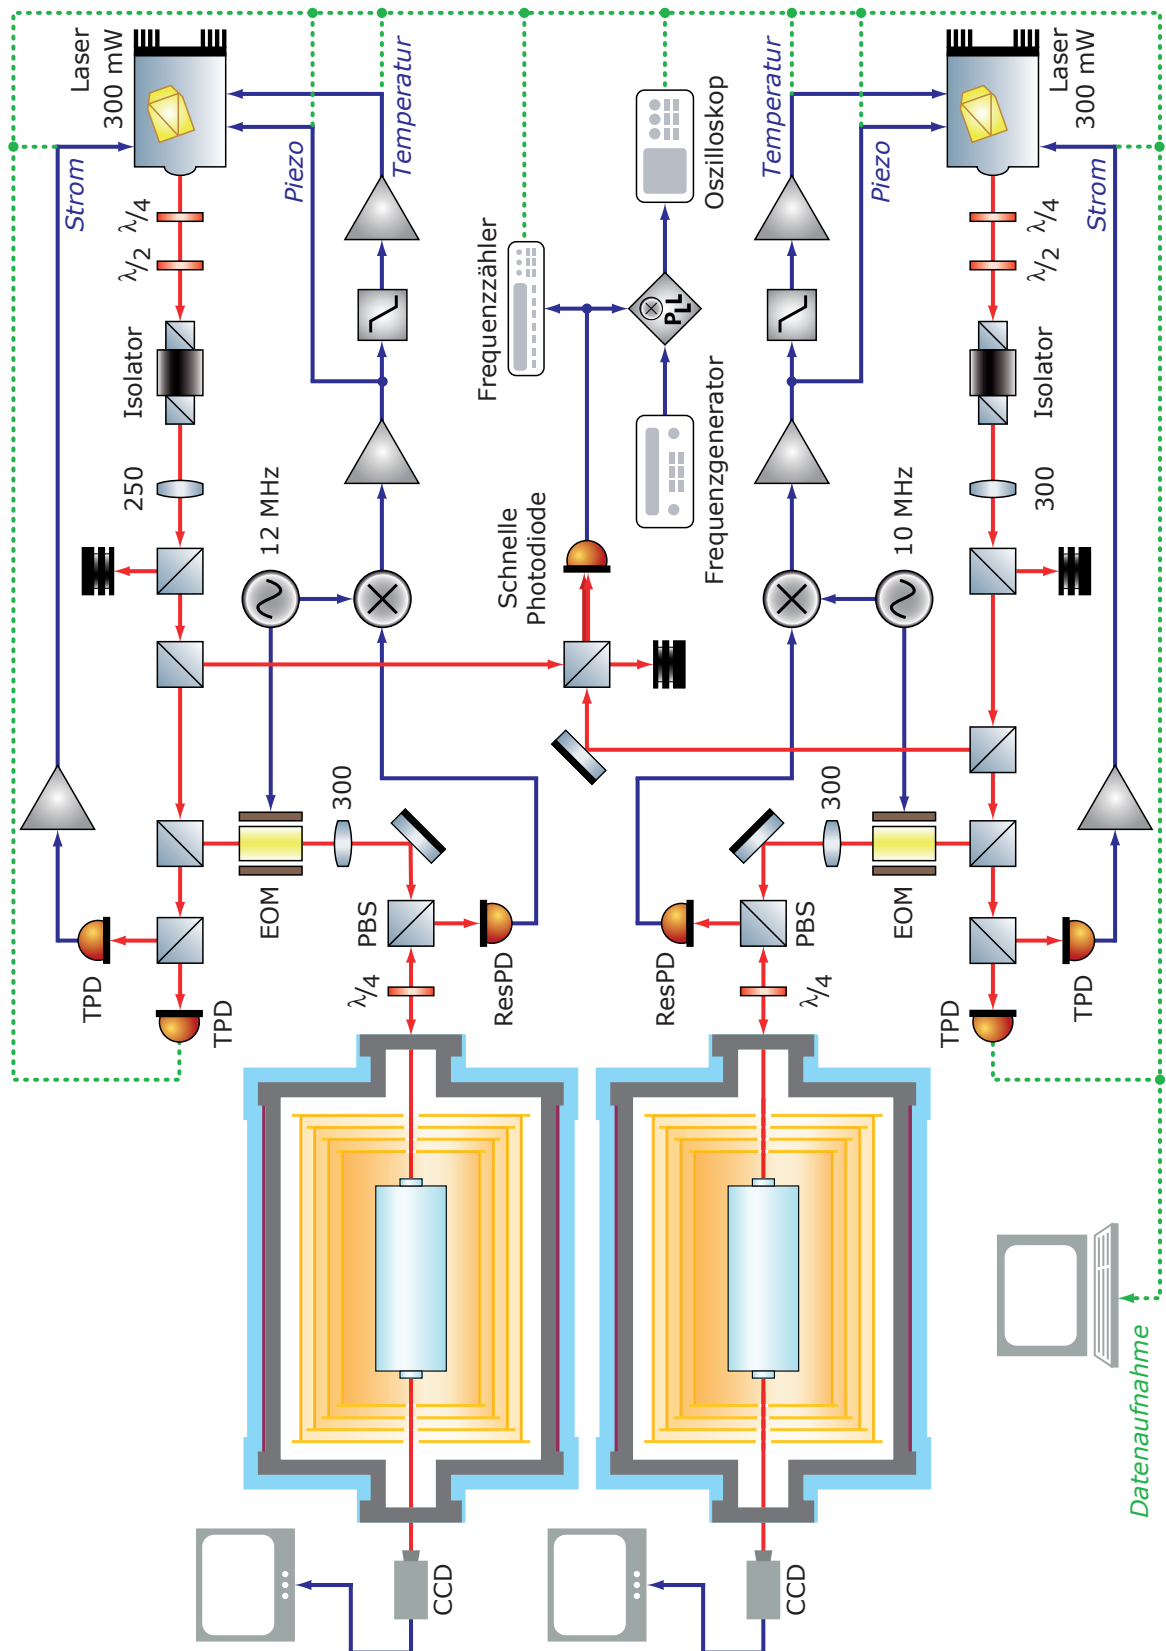 Laser
300 mW
Strom
λ/4
λ/2
Isolator
250
12 MHz
Piezo
Temperatur
Frequenzzähler
Oszilloskop
PLL
Frequenzgenerator
Schnelle
Photodiode
Temperatur
Piezo
Laser
300 mW
Strom
λ/4
λ/2
Isolator
300
10 MHz
300
EOM
PBS
ResPD
λ/4
TPD
TPD
300
EOM
PBS
ResPD
λ/4
TPD
TPD
CCD
CCD
Datenaufnahme